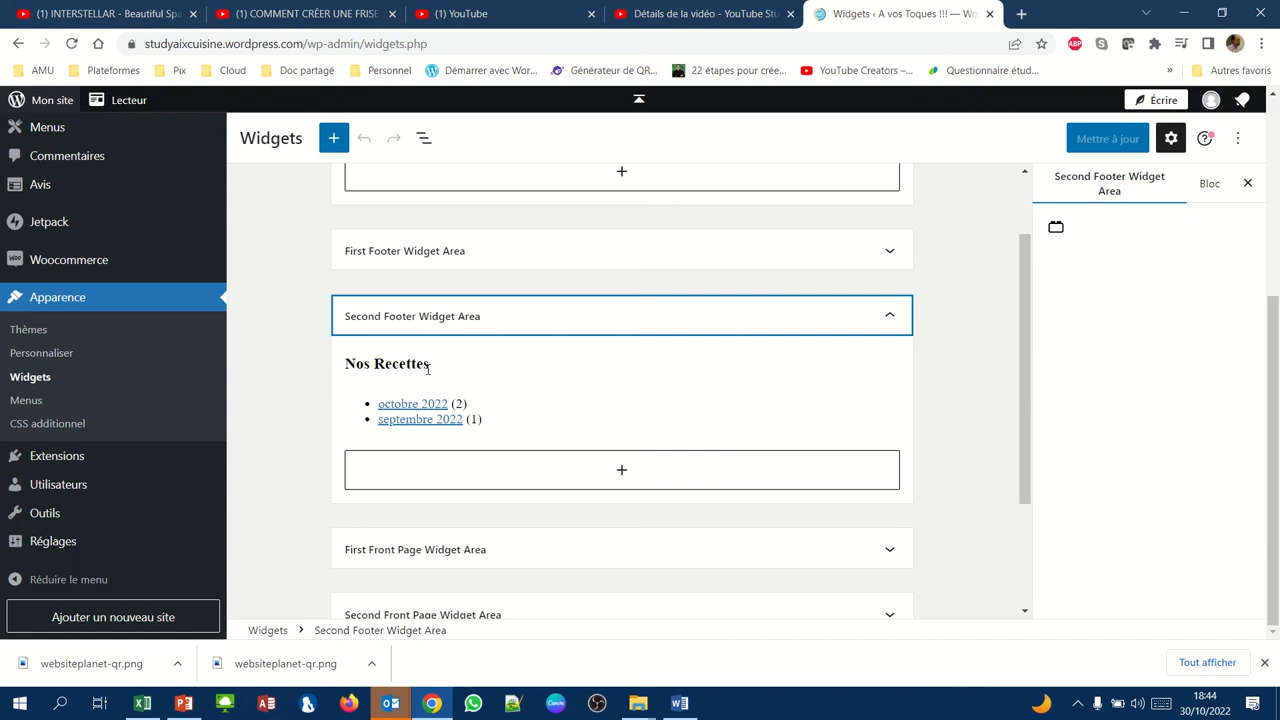 INTERSTELLAR - Beautiful Spa
(1) COMMENT CRÉER UNE FRISE
(1) YouTube
Détails de la vidéo - YouTube Stu
Widgets ‹ A vos Toques !!! — Wo
studyaixcuisine.wordpress.com/wp-admin/widgets.php
ABP
AMU
Plateformes
Pix
Cloud
Doc partagé
Personnel
Démarrer avec Wor...
Générateur de QR...
22 étapes pour crée...
YouTube Creators –...
Questionnaire étud...
»
Autres favoris
Mon site
Lecteur
Écrire
Menus
Commentaires
Avis
Jetpack
Woocommerce
Apparence
Thèmes
Personnaliser
Widgets
Menus
CSS additionnel
Extensions
Utilisateurs
Outils
Réglages
Réduire le menu
Ajouter un nouveau site
Widgets
Mettre à jour
First Footer Widget Area
Second Footer Widget Area
Nos Recettes
octobre 2022 (2)
septembre 2022 (1)
First Front Page Widget Area
Second Front Page Widget Area
Second Footer Widget
Area
Bloc
Widgets > Second Footer Widget Area
websiteplanet-qr.png
websiteplanet-qr.png
Tout afficher
18:44
30/10/2022